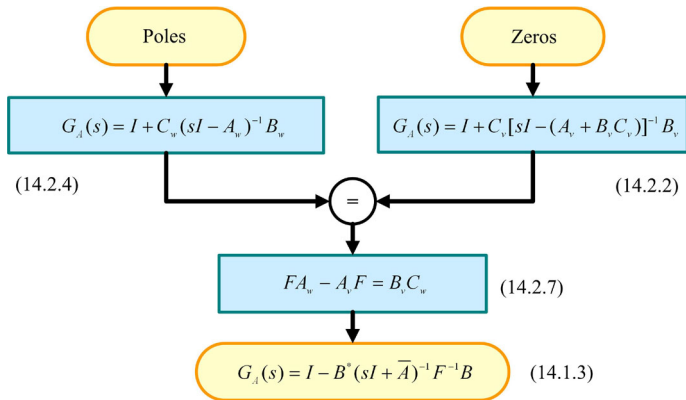 Poles
Zeros
G_A(s) = I + C_w(sI − A_w)^{-1} B_w
G_A(s) = I + C_v[sI − (A_v + B_vC_v)]^{-1} B_v
(14.2.4)
(14.2.2)
=
FA_w − A_vF = B_vC_w
(14.2.7)
G_A(s) = I − B^*(sI + \overline{A})^{-1} F^{-1}B
(14.1.3)